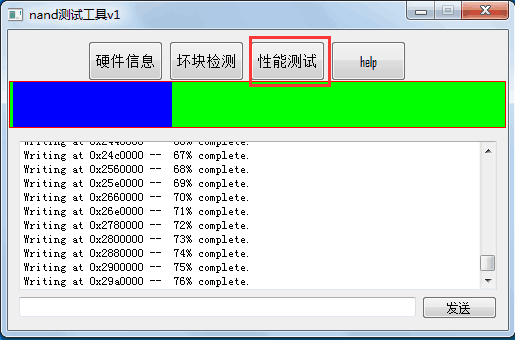 nand测试工具v1
硬件信息 坏块检测 性能测试 help
Writing at 0x24c0000 -- 67% complete.
Writing at 0x2560000 -- 68% complete.
Writing at 0x25e0000 -- 69% complete.
Writing at 0x2660000 -- 70% complete.
Writing at 0x26e0000 -- 71% complete.
Writing at 0x2780000 -- 72% complete.
Writing at 0x2800000 -- 73% complete.
Writing at 0x2880000 -- 74% complete.
Writing at 0x2900000 -- 75% complete.
Writing at 0x29a0000 -- 76% complete.
发送